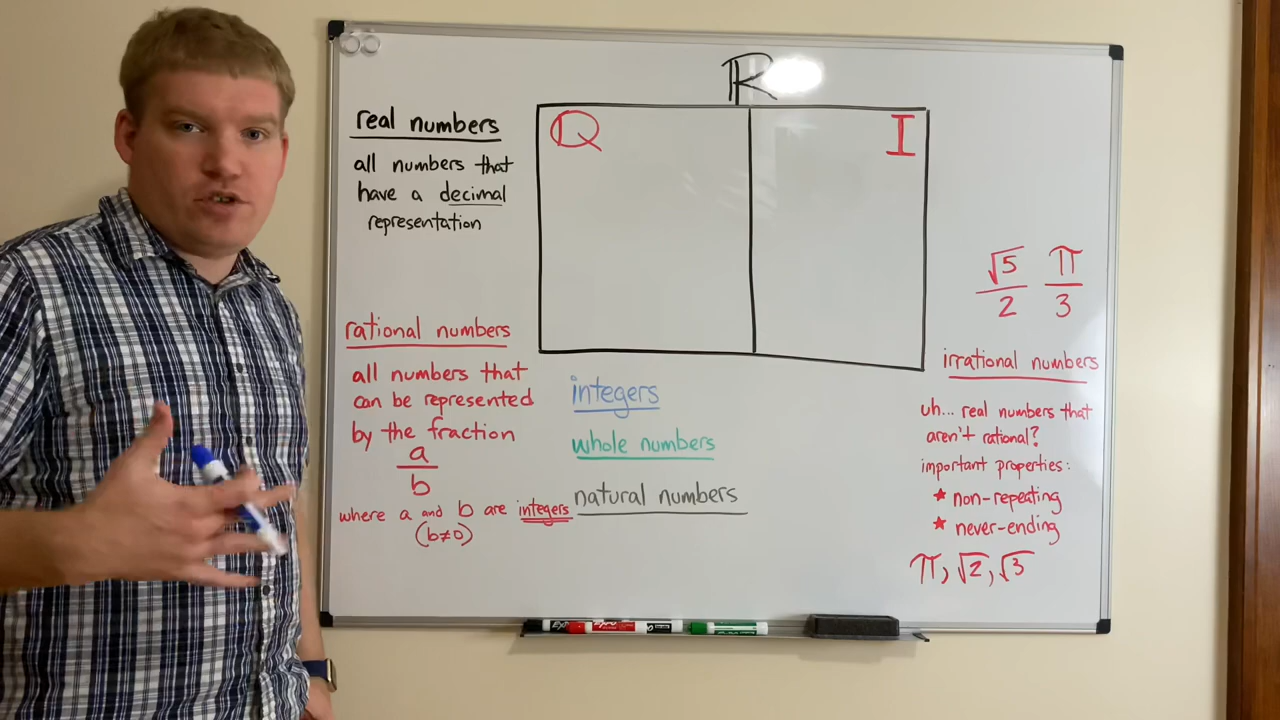 ℝ
real numbers
all numbers that
have a decimal
representation
Q
I
rational numbers
all numbers that
can be represented
by the fraction
a
b
where a and b are integers
(b≠0)
integers
whole numbers
natural numbers
√5 π
2 3
irrational numbers
uh... real numbers that
aren't rational?
important properties:
★ non-repeating
★ never-ending
π, √2, √3